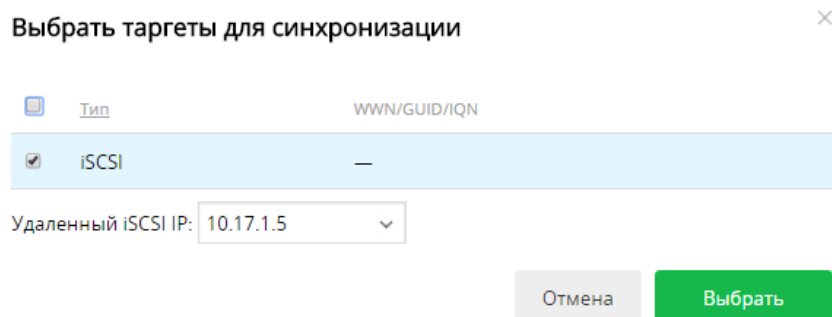 Выбрать таргеты для синхронизации
Тип WWN/GUID/IQN
iSCSI —
Удаленный iSCSI IP: 10.17.1.5
Отмена Выбрать